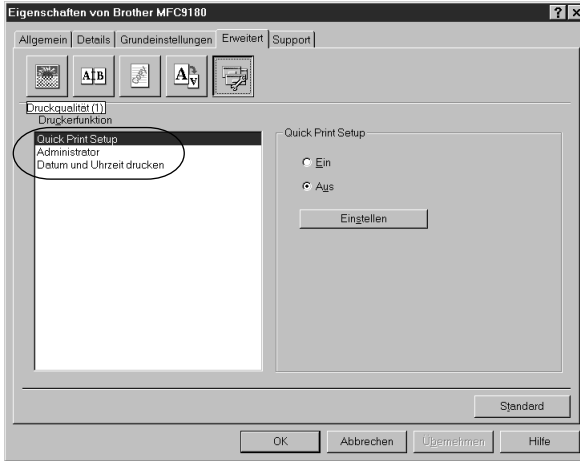 Eigenschaften von Brother MFC9180
Allgemein Details Grundeinstellungen Erweitert Support
A B A
Druckqualität (1)
Druckerfunktion
Quick Print Setup
Administrator
Datum und Uhrzeit drucken
Quick Print Setup
Ein
Aus
Einstellen
Standard
OK Abbrechen Übernehmen Hilfe